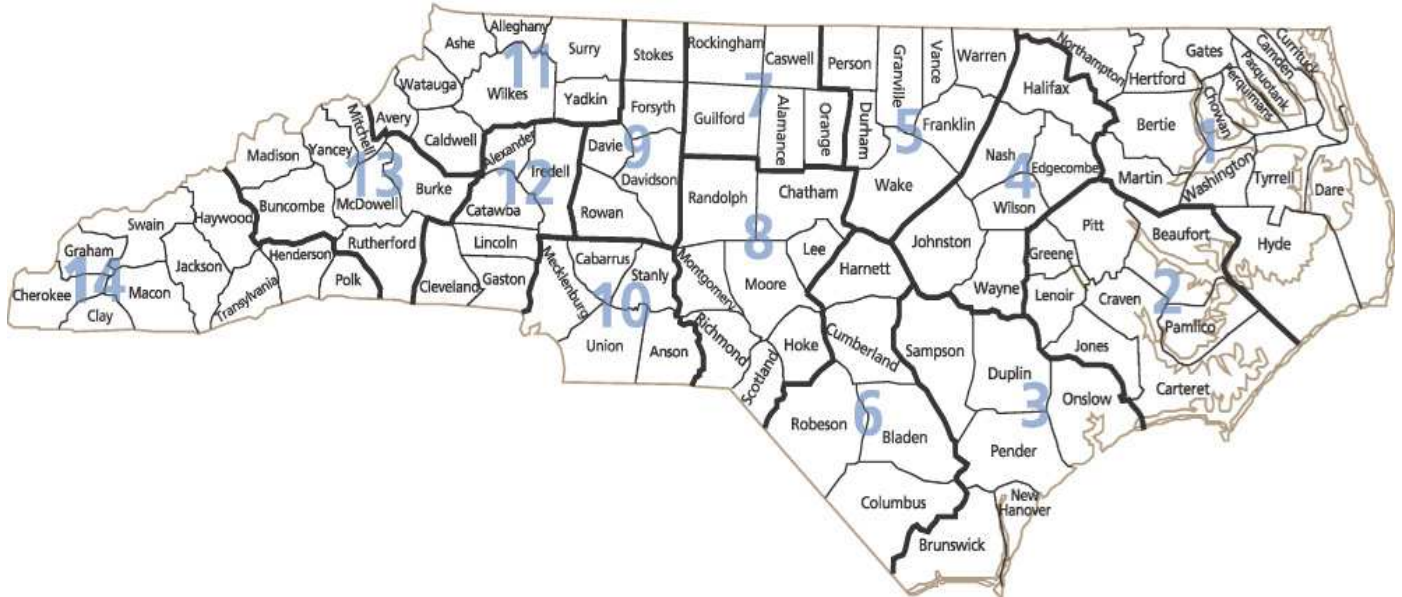 Alleghany
Ashe
Surry
Stokes
Rockingham
Caswell
Person
Granville
Vance
Warren
Northampton
Gates
Hertford
Camden
Currituck
Pasquotank
Perquimans
Chowan
11
Watauga
Wilkes
Yadkin
Forsyth
Guilford
7
Alamance
Orange
Durham
5
Franklin
Halifax
Bertie
1
Mitchell
Avery
Caldwell
Alexander
Iredell
Davie
9
Davidson
Nash
Edgecombe
4
Martin
Washington
Tyrrell
Dare
Madison
Yancey
13
McDowell
Burke
12
Catawba
Rowan
Randolph
Chatham
Wake
Wilson
Buncombe
Haywood
Swain
Graham
14
Cherokee
Clay
Macon
Jackson
Transylvania
Henderson
Rutherford
Polk
Cleveland
Lincoln
Gaston
Mecklenburg
Cabarrus
Stanly
10
Union
Anson
Montgomery
8
Moore
Lee
Harnett
Johnston
Wayne
Greene
Pitt
Beaufort
Hyde
Lenoir
Craven
2
Pamlico
Jones
Carteret
Richmond
Scotland
Hoke
Cumberland
Sampson
Duplin
3
Onslow
Robeson
6
Bladen
Pender
Columbus
New
Hanover
Brunswick